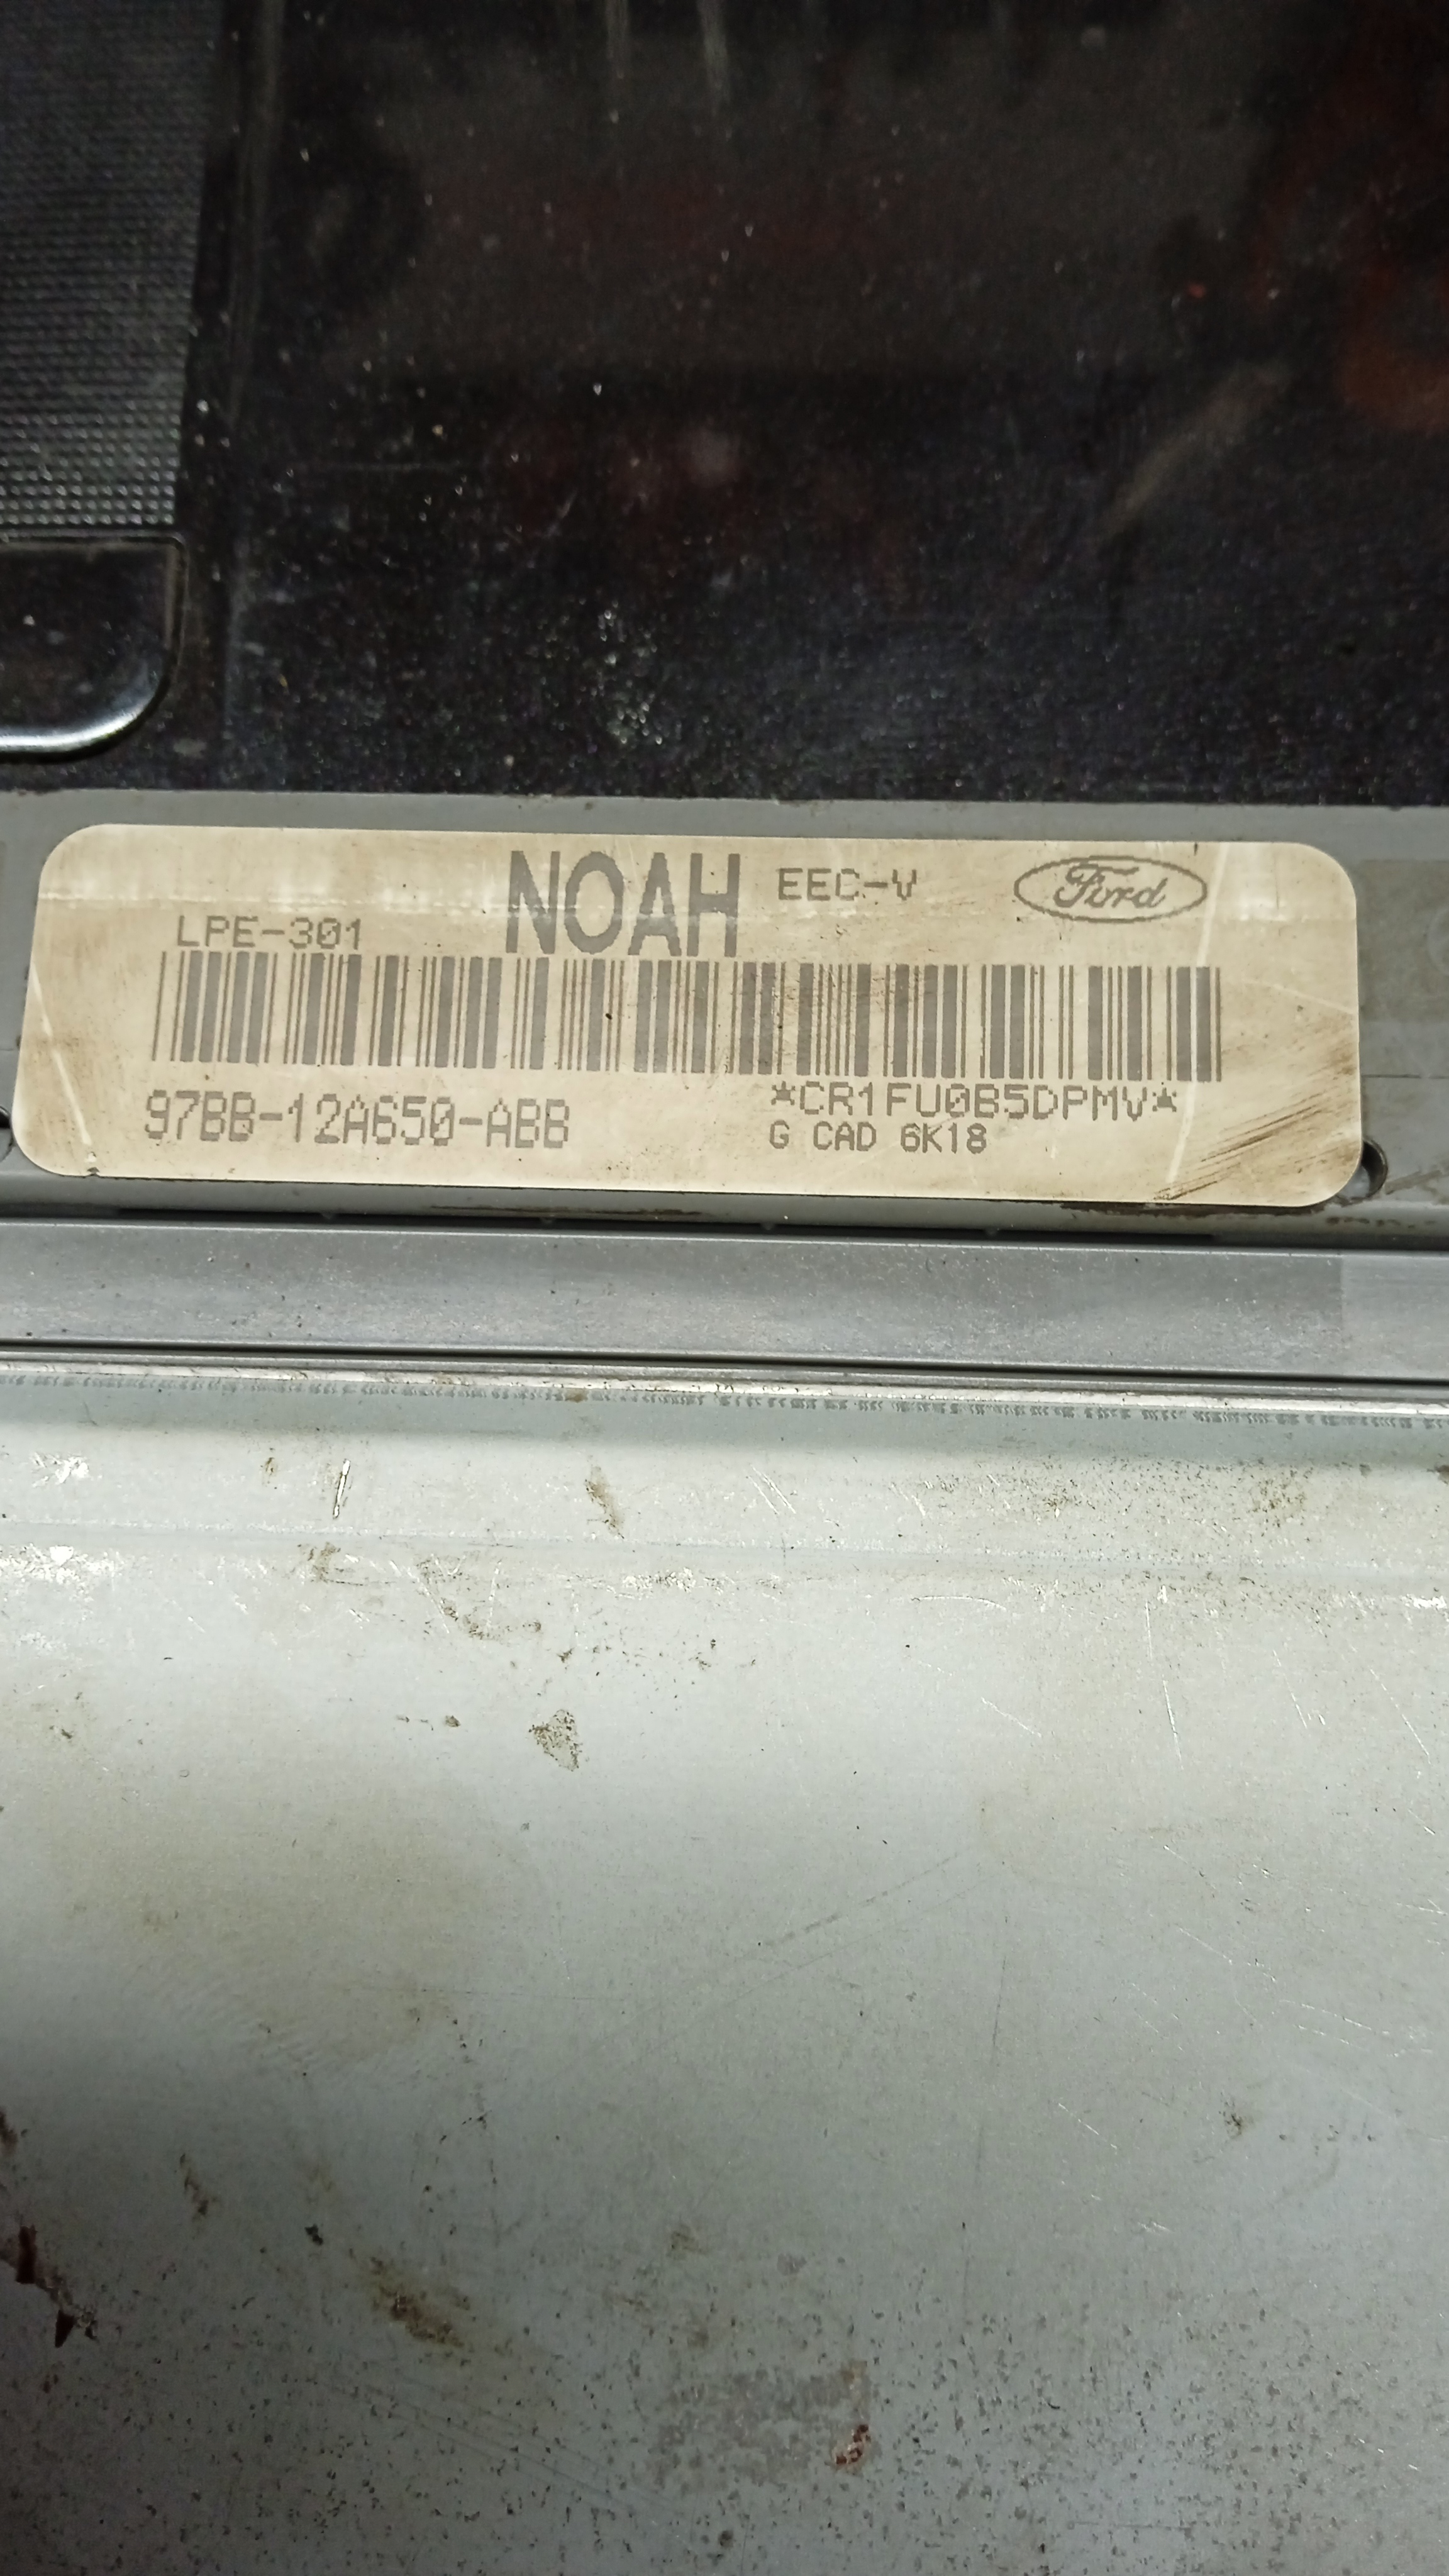 NOAH EEC-V Ford
LPE-301
97BB-12A650-ABB *CR1FU0B5DPMV*
G CAD 6K18